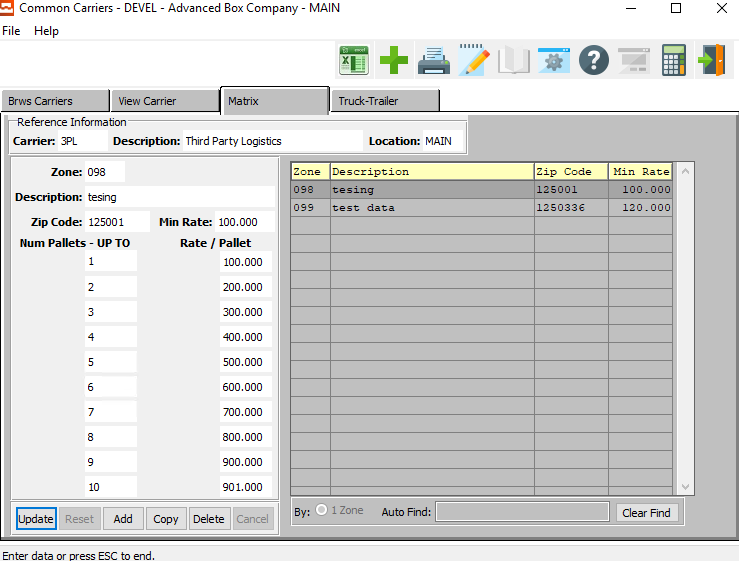 Common Carriers - DEVEL - Advanced Box Company - MAIN
File Help
Brws Carriers View Carrier Matrix Truck-Trailer
Reference Information
Carrier: 3PL Description: Third Party Logistics Location: MAIN
Zone: 098
Description: tesing
Zip Code: 125001 Min Rate: 100.000
Num Pallets - UP TO Rate / Pallet
1 100.000
2 200.000
3 300.000
4 400.000
5 500.000
6 600.000
7 700.000
8 800.000
9 900.000
10 901.000
Update Reset Add Copy Delete Cancel
Zone Description Zip Code Min Rate
098 tesing 125001 100.000
099 test data 1250336 120.000
By: 1 Zone Auto Find: Clear Find
Enter data or press ESC to end.